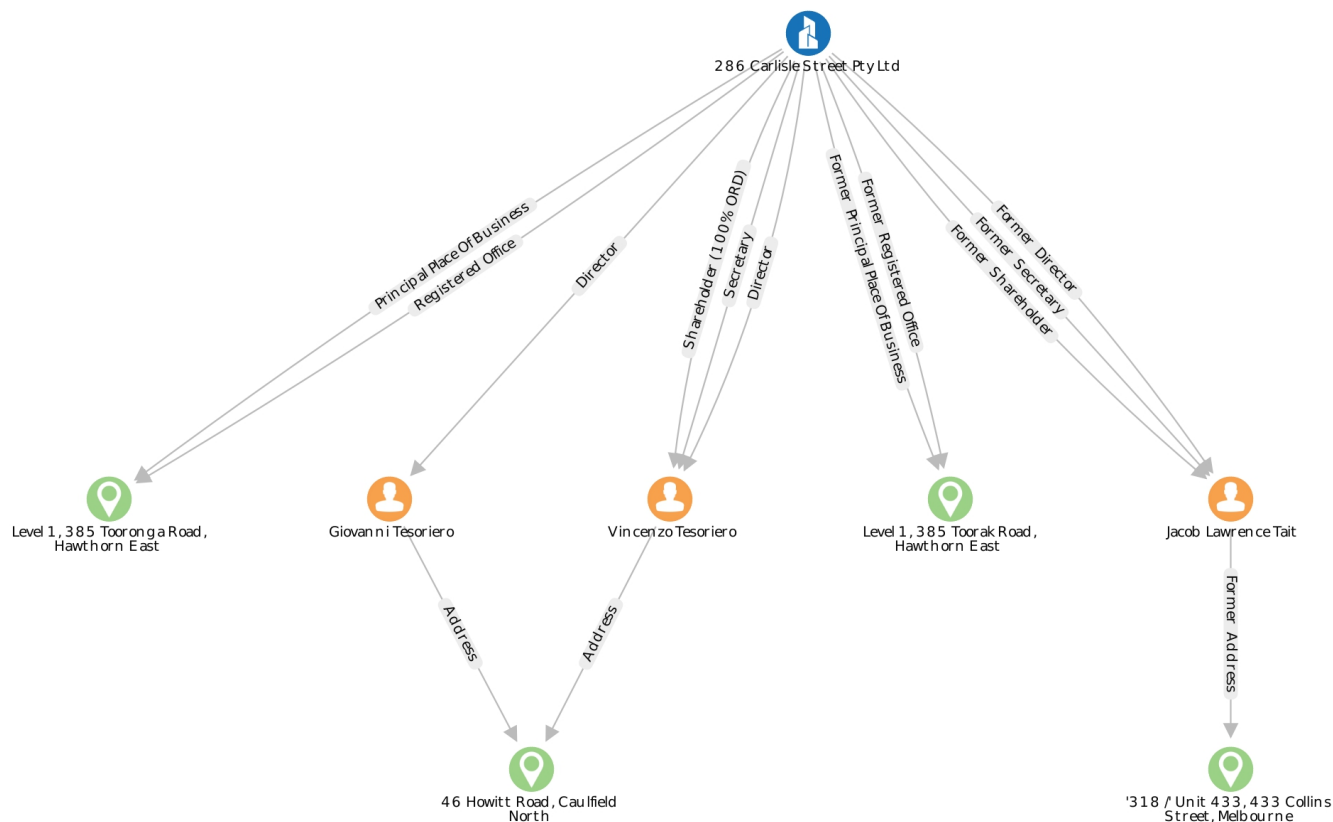 286 Carlisle Street Pty Ltd
Principal Place Of Business
Registered Office
Director
Shareholder (100% ORD)
Secretary
Director
Former Principal Place Of Business
Former Registered Office
Former Shareholder
Former Secretary
Former Director
Level 1, 385 Tooronga Road,
Hawthorn East
Giovanni Tesoriero
Vincenzo Tesoriero
Level 1, 385 Toorak Road,
Hawthorn East
Jacob Lawrence Tait
Address
Address
Former Address
46 Howitt Road, Caulfield
North
'318 /' Unit 433, 433 Collins
Street, Melbourne